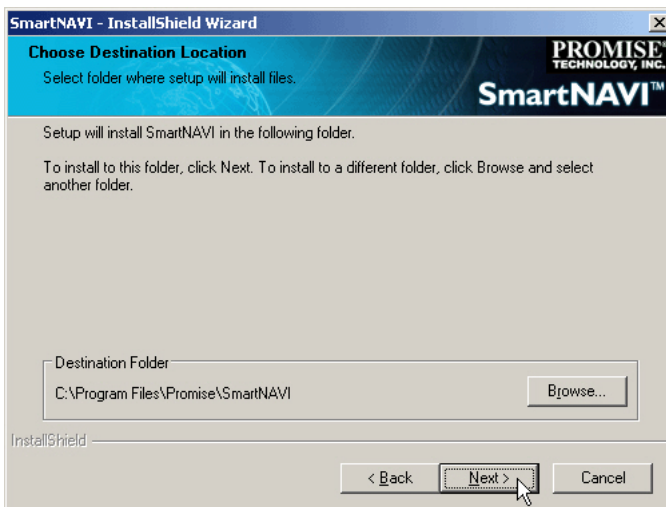 SmartNAVI - InstallShield Wizard
Choose Destination Location
Select folder where setup will install files.
PROMISE®
TECHNOLOGY, INC.
SmartNAVI™
Setup will install SmartNAVI in the following folder.
To install to this folder, click Next. To install to a different folder, click Browse and select
another folder.
Destination Folder
C:\Program Files\Promise\SmartNAVI
Browse...
InstallShield
< Back
Next >
Cancel